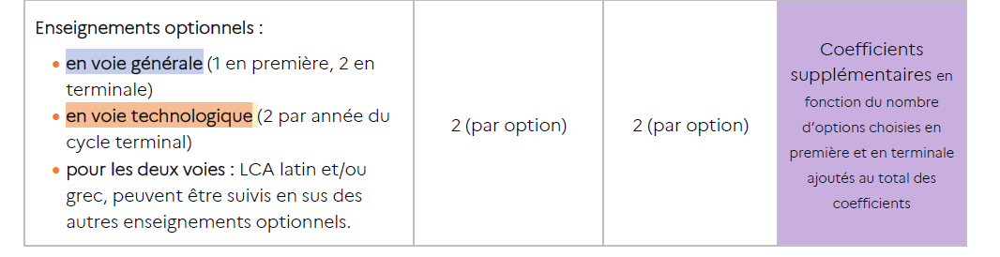 Enseignements optionnels :
• en voie générale (1 en première, 2 en
terminale)
• en voie technologique (2 par année du
cycle terminal)
• pour les deux voies : LCA latin et/ou
grec, peuvent être suivis en sus des
autres enseignements optionnels.
2 (par option)
2 (par option)
Coefficients
supplémentaires en
fonction du nombre
d’options choisies en
première et en terminale
ajoutés au total des
coefficients